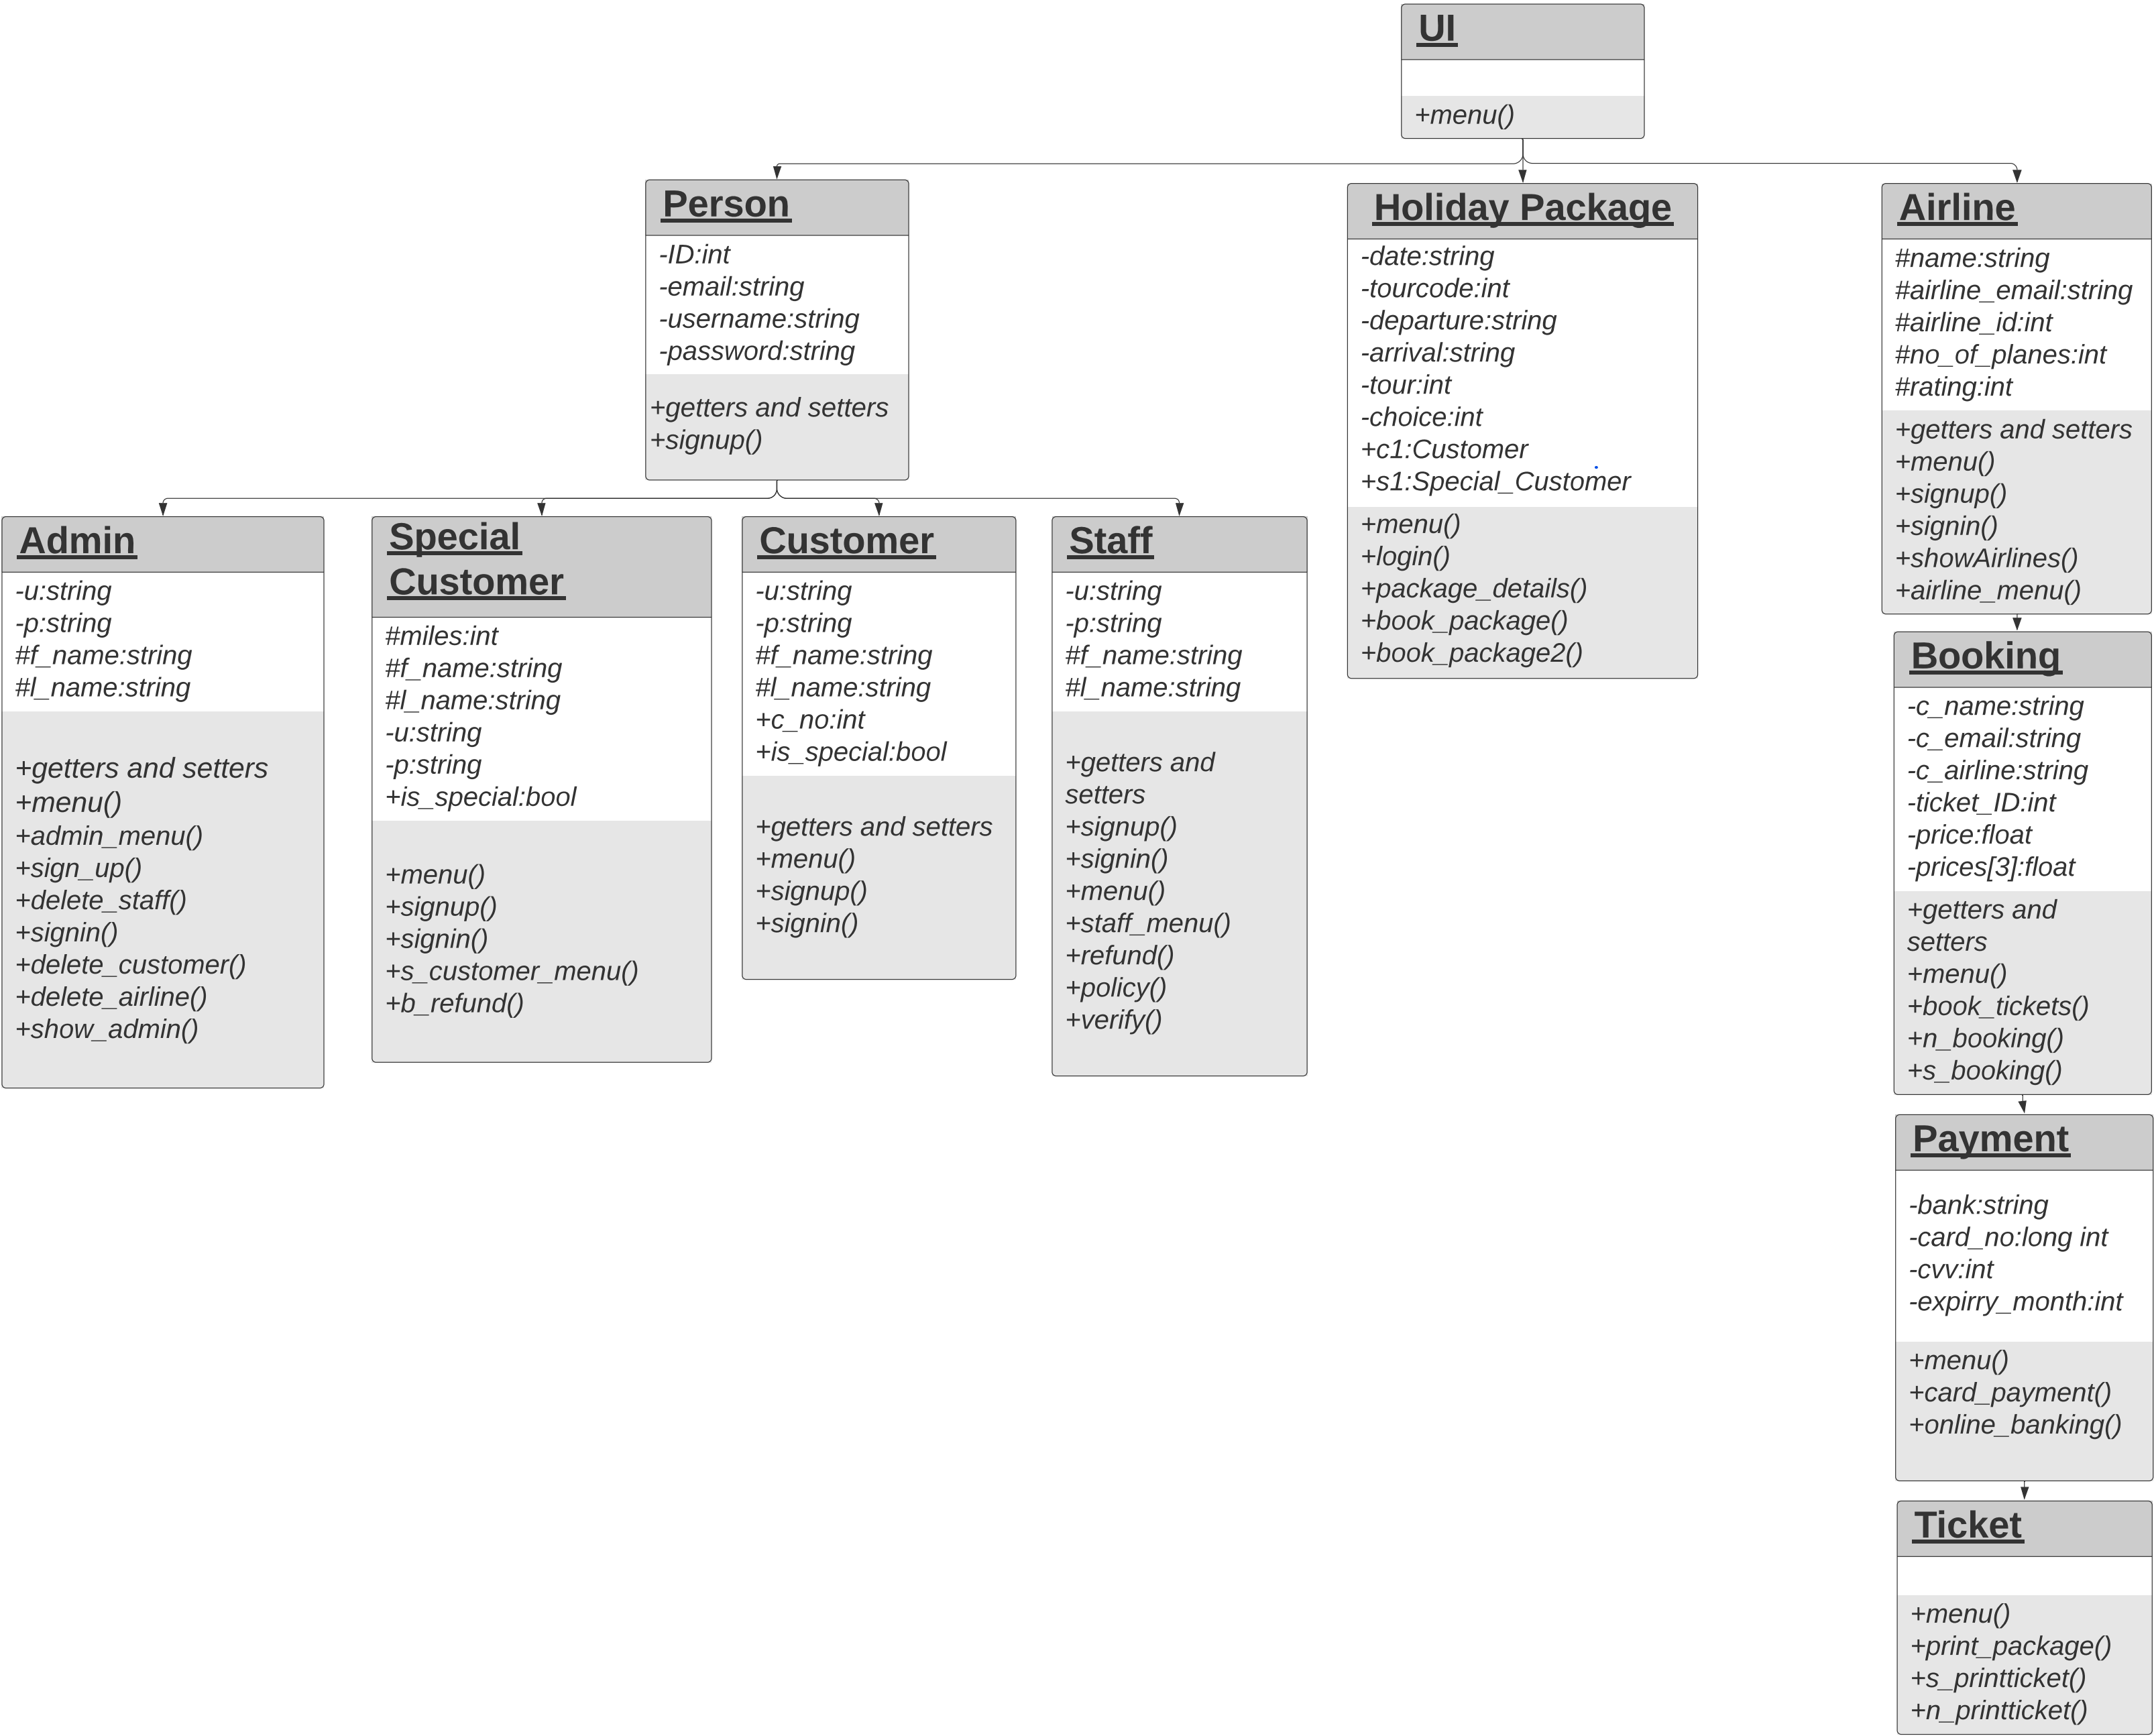 UI
+menu()
Person
-ID:int
-email:string
-username:string
-password:string
+getters and setters
+signup()
Holiday Package
-date:string
-tourcode:int
-departure:string
-arrival:string
-tour:int
-choice:int
+c1:Customer
+s1:Special_Customer
+menu()
+login()
+package_details()
+book_package()
+book_package2()
Airline
#name:string
#airline_email:string
#airline_id:int
#no_of_planes:int
#rating:int
+getters and setters
+menu()
+signup()
+signin()
+showAirlines()
+airline_menu()
Admin
-u:string
-p:string
#f_name:string
#l_name:string
+getters and setters
+menu()
+admin_menu()
+sign_up()
+delete_staff()
+signin()
+delete_customer()
+delete_airline()
+show_admin()
Special
Customer
#miles:int
#f_name:string
#l_name:string
-u:string
-p:string
+is_special:bool
+menu()
+signup()
+signin()
+s_customer_menu()
+b_refund()
Customer
-u:string
-p:string
#f_name:string
#l_name:string
+c_no:int
+is_special:bool
+getters and setters
+menu()
+signup()
+signin()
Staff
-u:string
-p:string
#f_name:string
#l_name:string
+getters and
setters
+signup()
+signin()
+menu()
+staff_menu()
+refund()
+policy()
+verify()
Booking
-c_name:string
-c_email:string
-c_airline:string
-ticket_ID:int
-price:float
-prices[3]:float
+getters and
setters
+menu()
+book_tickets()
+n_booking()
+s_booking()
Payment
-bank:string
-card_no:long int
-cvv:int
-expirry_month:int
+menu()
+card_payment()
+online_banking()
Ticket
+menu()
+print_package()
+s_printticket()
+n_printticket()